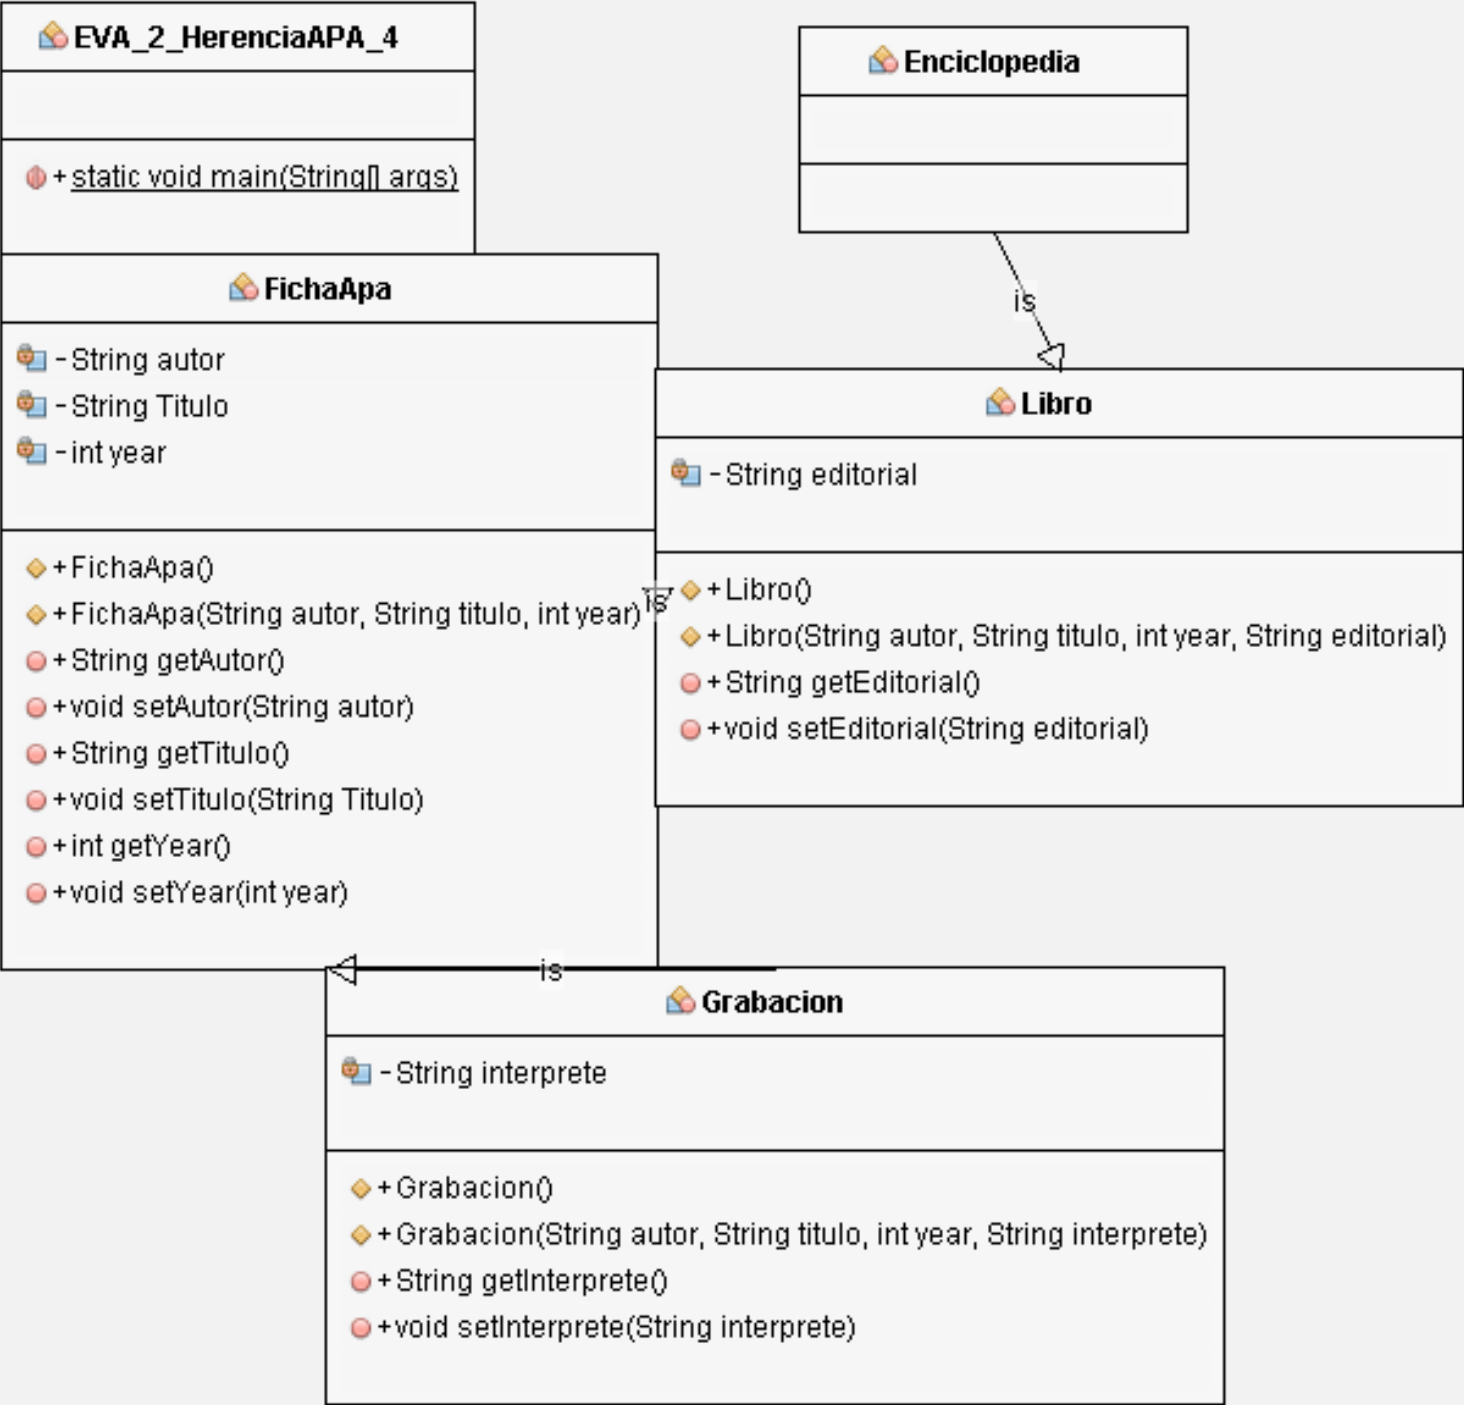 EVA_2_HerenciaAPA_4
+ static void main(String[] args)
Enciclopedia
is
FichaApa
- String autor
- String Titulo
- int year
+ FichaApa()
+ FichaApa(String autor, String titulo, int year)
+ String getAutor()
+ void setAutor(String autor)
+ String getTitulo()
+ void setTitulo(String Titulo)
+ int getYear()
+ void setYear(int year)
is
Libro
- String editorial
+ Libro()
+ Libro(String autor, String titulo, int year, String editorial)
+ String getEditorial()
+ void setEditorial(String editorial)
is
Grabacion
- String interprete
+ Grabacion()
+ Grabacion(String autor, String titulo, int year, String interprete)
+ String getInterprete()
+ void setInterprete(String interprete)